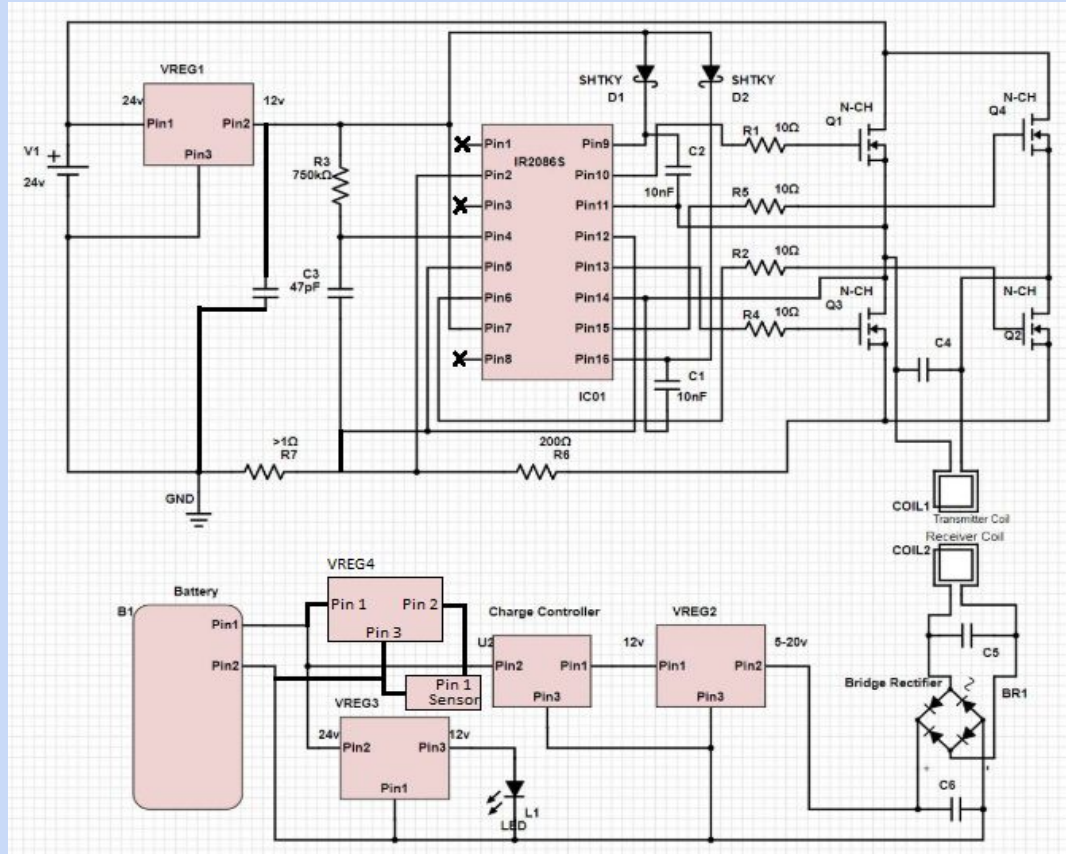 VREG1
24v
12v
Pin1
Pin2
Pin3
V1
+
24v
R3
750kΩ
C3
47pF
Pin1
Pin2
Pin3
Pin4
Pin5
Pin6
Pin7
Pin8
IR2086S
Pin9
Pin10
Pin11
Pin12
Pin13
Pin14
Pin15
Pin16
IC01
SHTKY
D1
SHTKY
D2
C2
10nF
C1
10nF
R1
10Ω
R5
10Ω
R2
10Ω
R4
10Ω
N-CH
Q1
N-CH
Q4
N-CH
Q3
N-CH
Q2
C4
>1Ω
R7
200Ω
R6
GND
COIL1
Transmitter Coil
Receiver Coil
COIL2
C5
Bridge Rectifier
BR1
+
-
C6
Battery
B1
Pin1
Pin2
VREG4
Pin 1
Pin 2
Pin 3
Pin 1
Sensor
VREG3
24v
12v
Pin2
Pin3
Pin1
L1
LED
Charge Controller
U2
Pin2
Pin1
Pin3
VREG2
12v
5-20v
Pin1
Pin2
Pin3